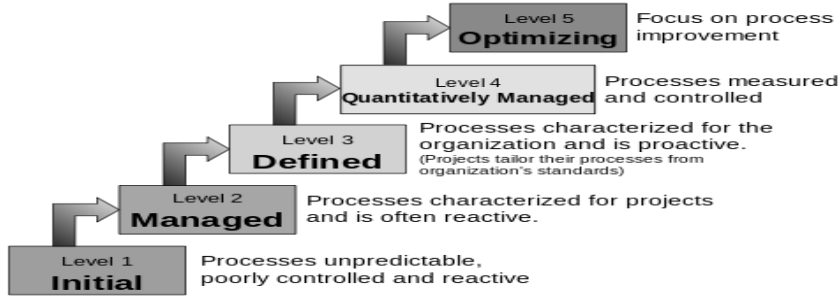 Level 5
Optimizing
Focus on process
improvement
Level 4
Quantitatively Managed
Processes measured
and controlled
Level 3
Defined
Processes characterized for the
organization and is proactive.
(Projects tailor their processes from
organization's standards)
Level 2
Managed
Processes characterized for projects
and is often reactive.
Level 1
Initial
Processes unpredictable,
poorly controlled and reactive